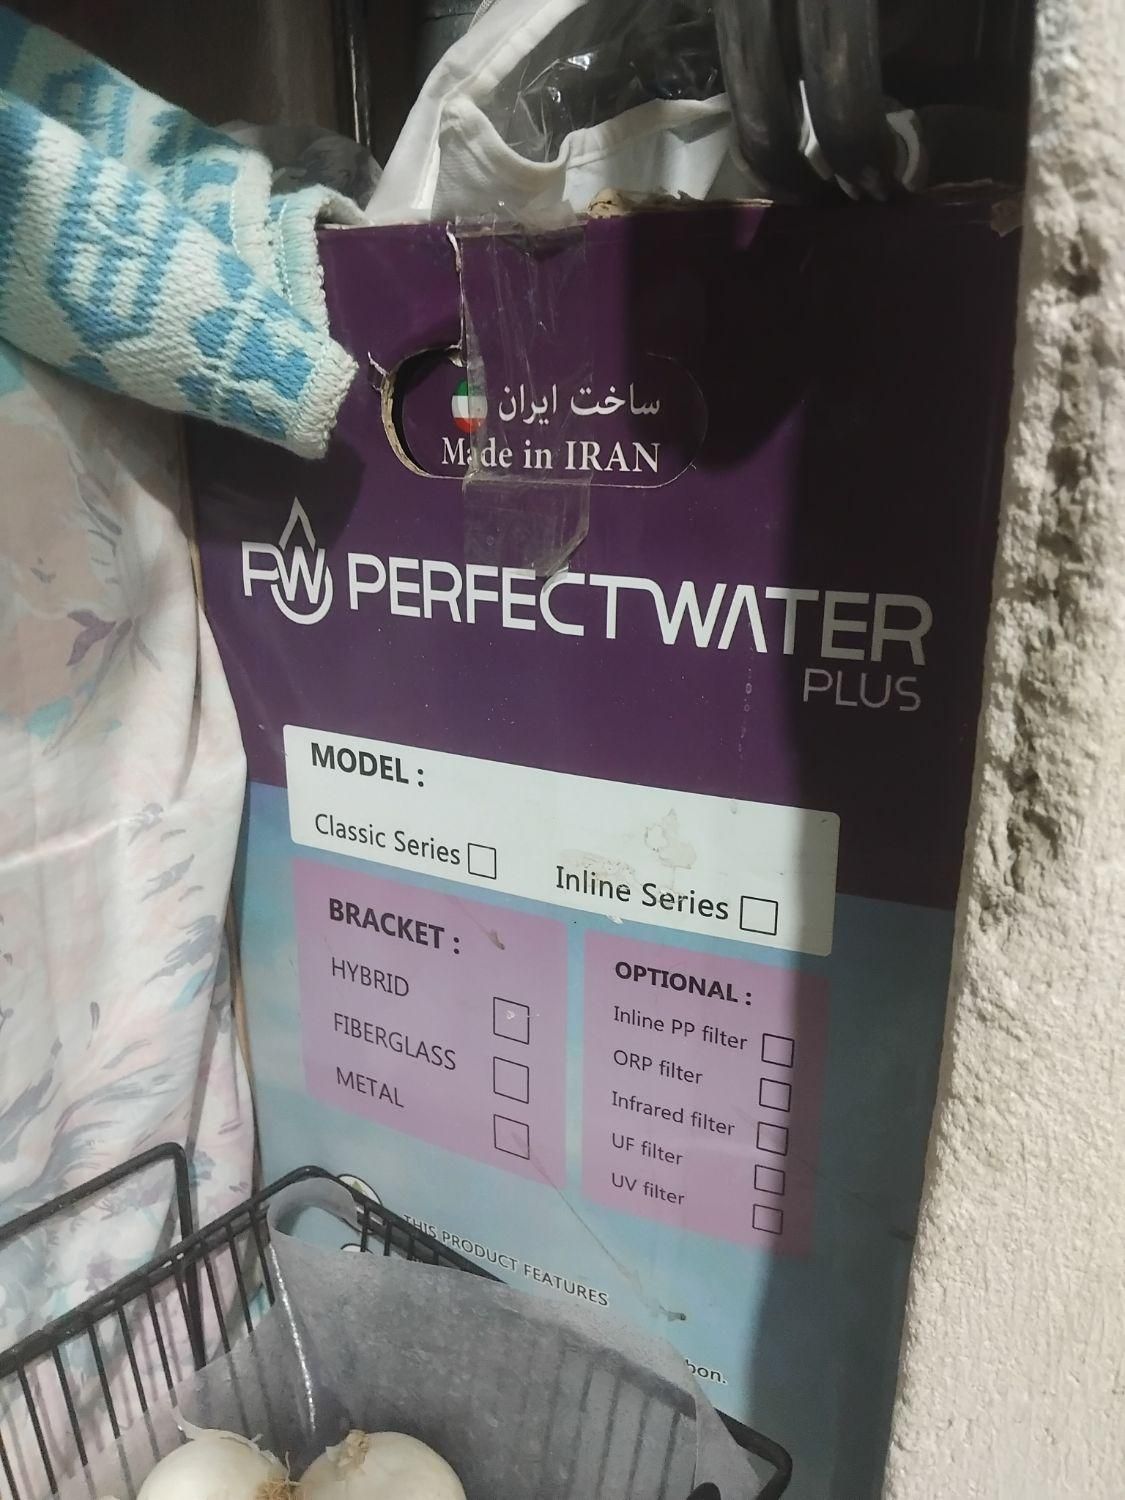 ساخت ایران
Made in IRAN
PW PERFECTWATER
PLUS
MODEL :
Classic Series
Inline Series
BRACKET :
HYBRID
FIBERGLASS
METAL
OPTIONAL :
Inline PP filter
ORP filter
Infrared filter
UF filter
UV filter
THIS PRODUCT FEATURES